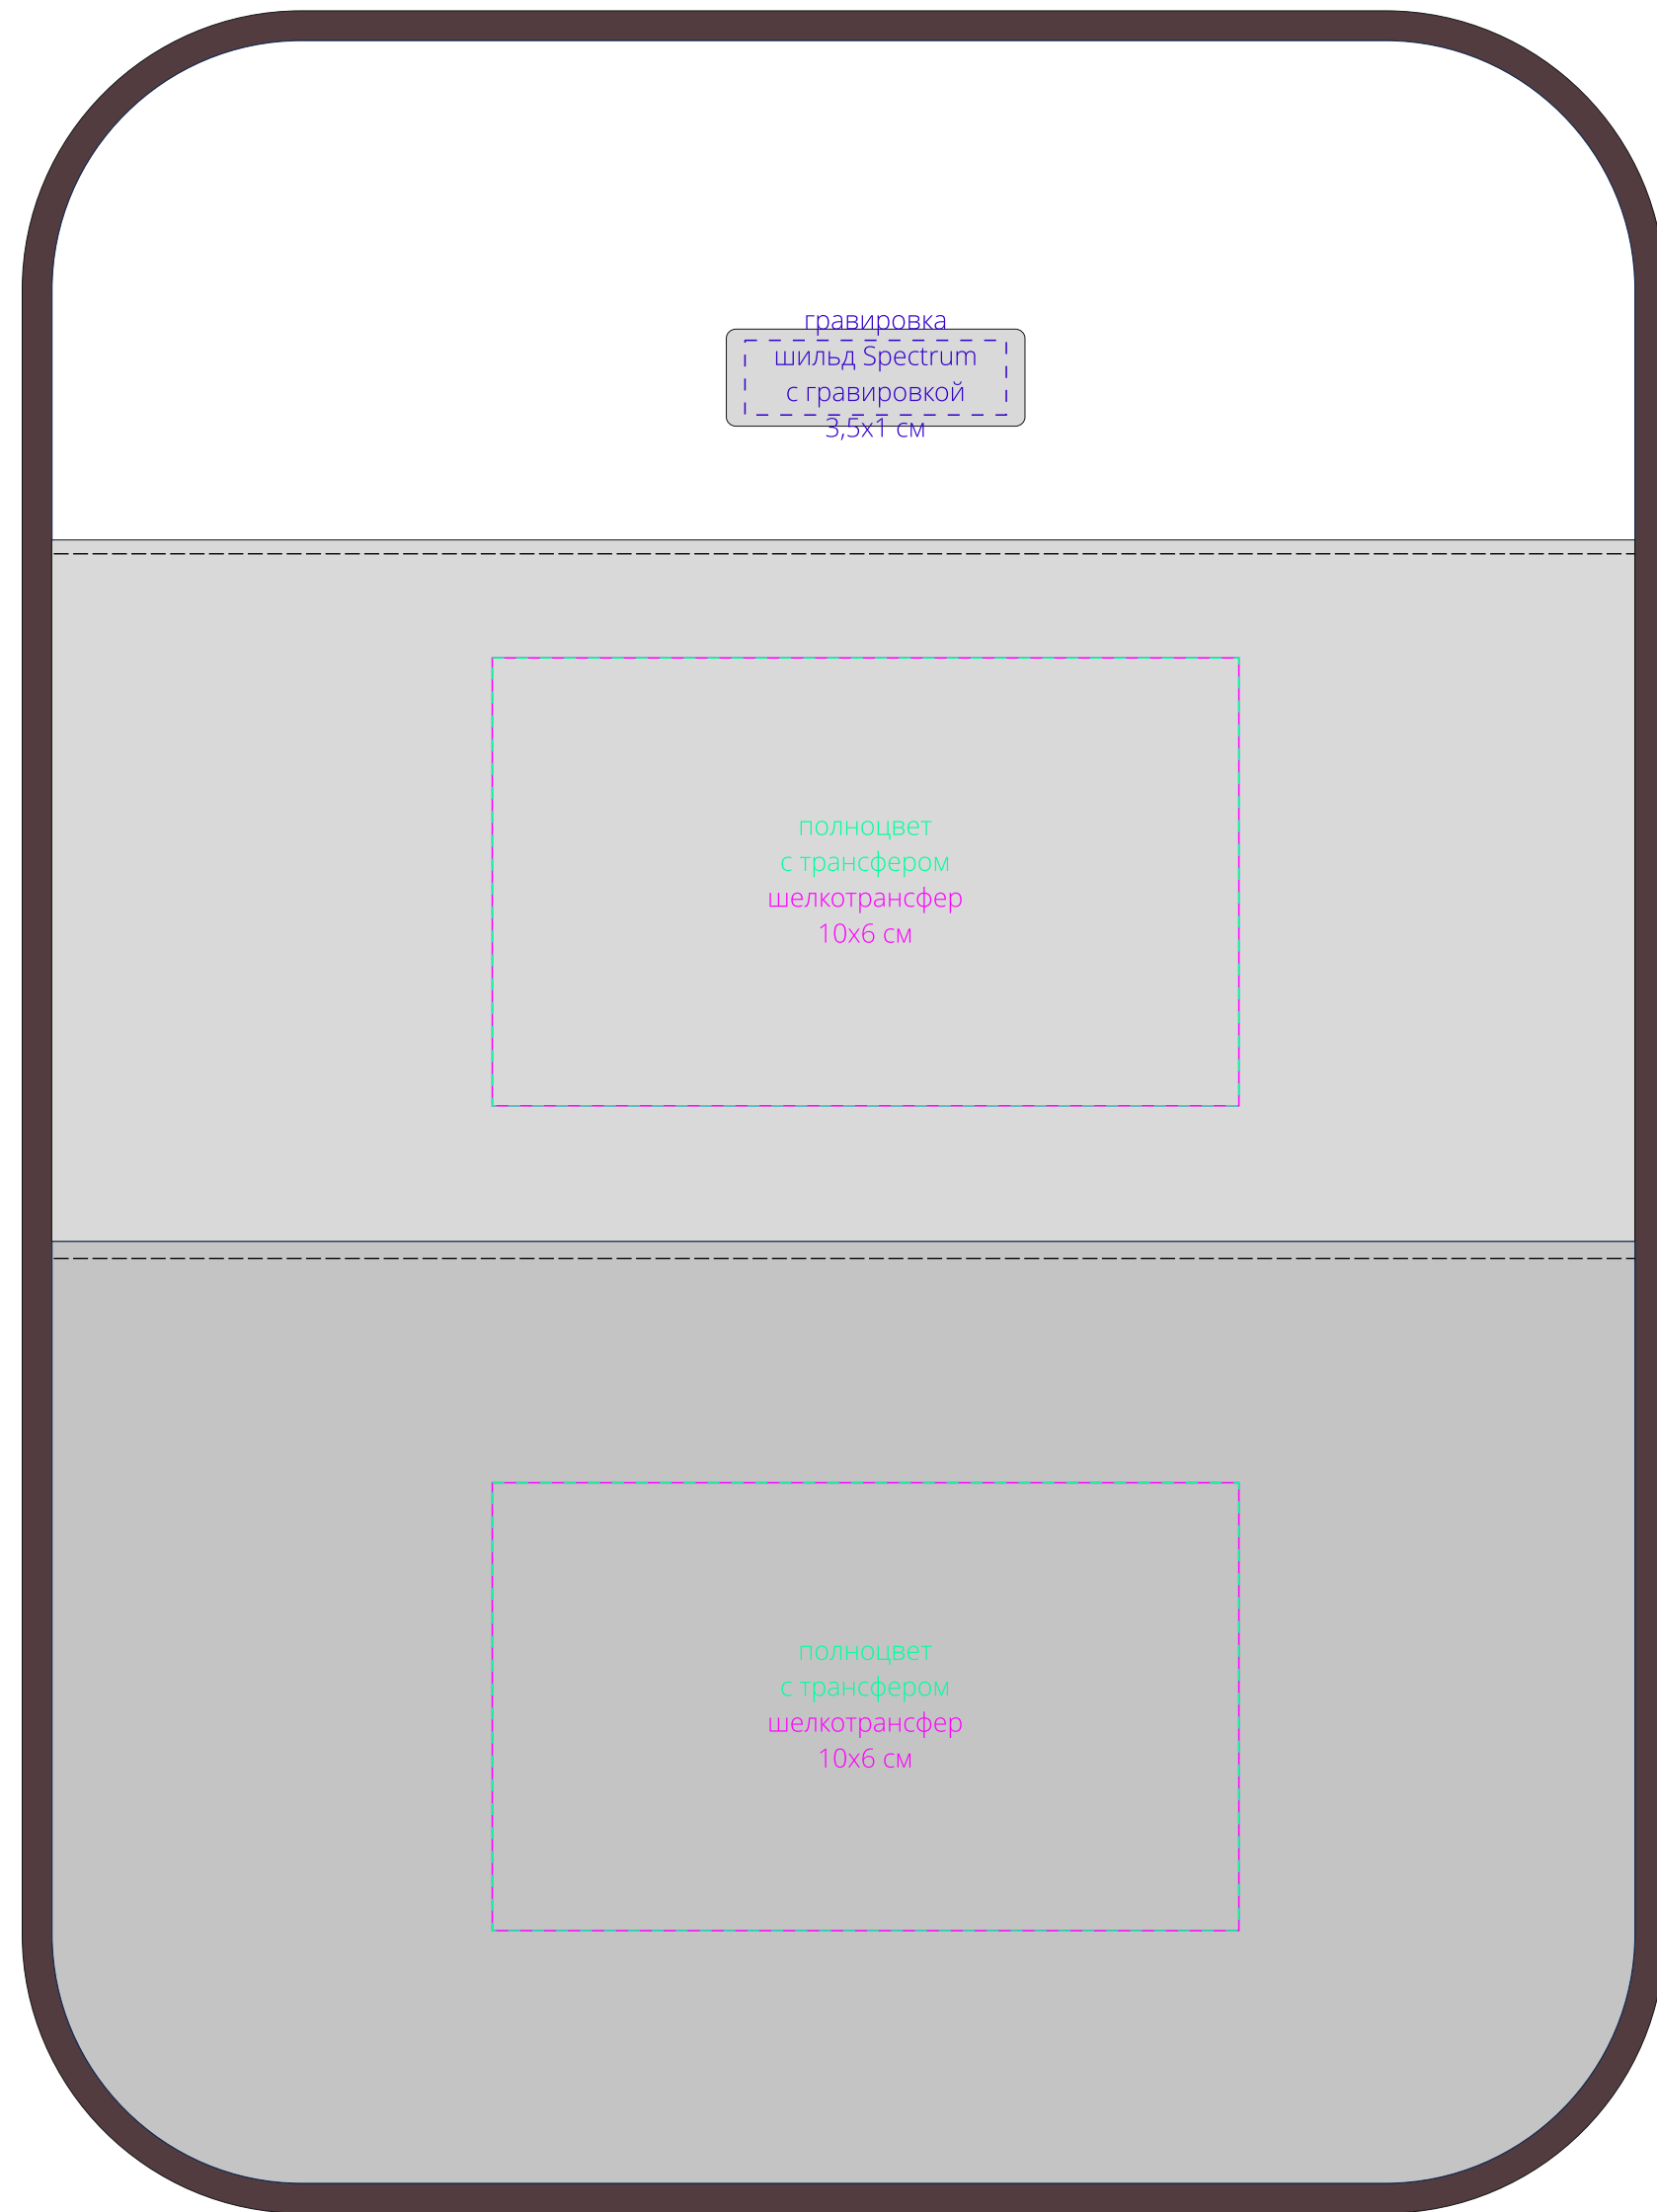 гравировка
шильд Spectrum
с гравировкой
3,5х1 см
полноцвет
с трансфером
шелкотрансфер
10х6 см
полноцвет
с трансфером
шелкотрансфер
10х6 см